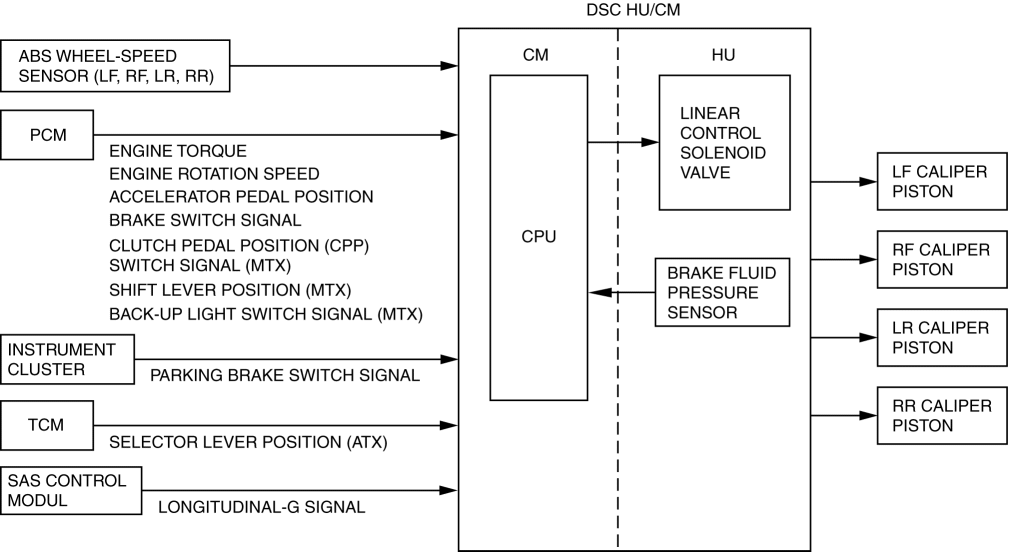 DSC HU/CM
ABS WHEEL-SPEED
SENSOR (LF, RF, LR, RR)
PCM
ENGINE TORQUE
ENGINE ROTATION SPEED
ACCELERATOR PEDAL POSITION
BRAKE SWITCH SIGNAL
CLUTCH PEDAL POSITION (CPP)
SWITCH SIGNAL (MTX)
SHIFT LEVER POSITION (MTX)
BACK-UP LIGHT SWITCH SIGNAL (MTX)
INSTRUMENT
CLUSTER
PARKING BRAKE SWITCH SIGNAL
TCM
SELECTOR LEVER POSITION (ATX)
SAS CONTROL
MODUL
LONGITUDINAL-G SIGNAL
CM
CPU
HU
LINEAR
CONTROL
SOLENOID
VALVE
BRAKE FLUID
PRESSURE
SENSOR
LF CALIPER
PISTON
RF CALIPER
PISTON
LR CALIPER
PISTON
RR CALIPER
PISTON